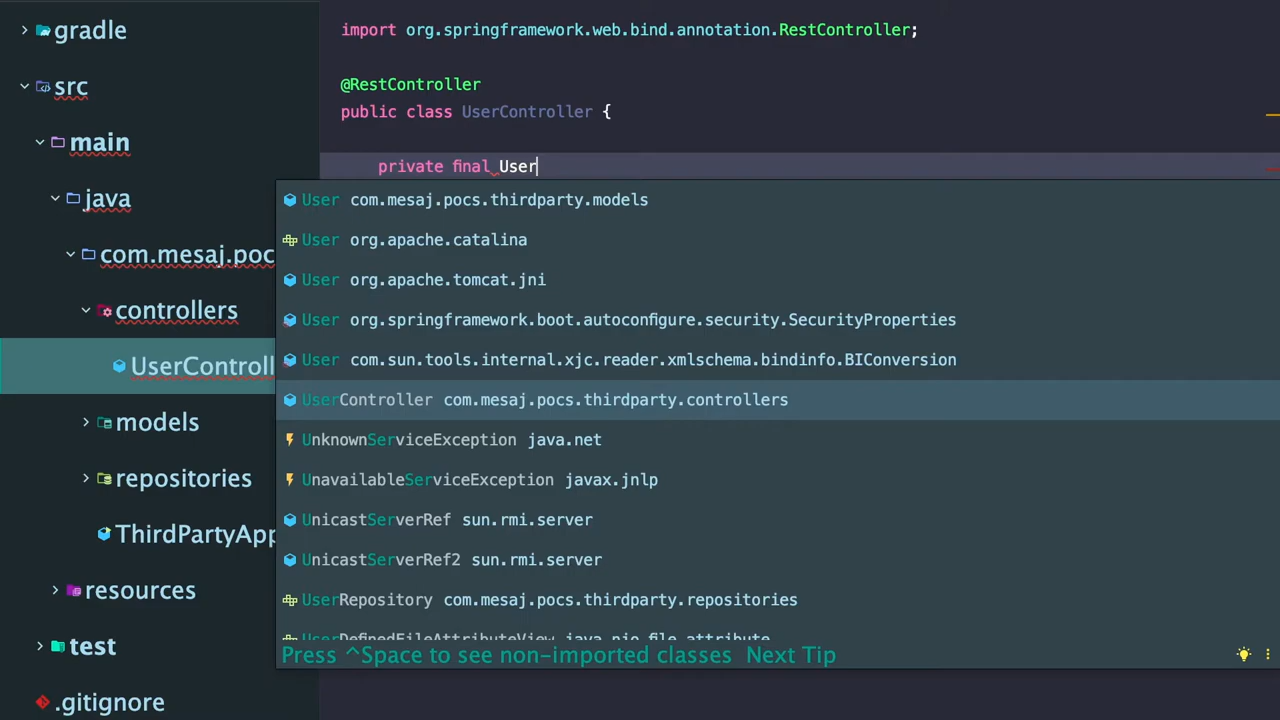 gradle
src
main
java
com.mesaj.poc
controllers
UserControll
models
repositories
ThirdPartyApp
resources
test
.gitignore
import org.springframework.web.bind.annotation.RestController;
@RestController
public class UserController {
private final User
User com.mesaj.pocs.thirdparty.models
User org.apache.catalina
User org.apache.tomcat.jni
User org.springframework.boot.autoconfigure.security.SecurityProperties
User com.sun.tools.internal.xjc.reader.xmlschema.bindinfo.BIConversion
UserController com.mesaj.pocs.thirdparty.controllers
UnknownServiceException java.net
UnavailableServiceException javax.jnlp
UnicastServerRef sun.rmi.server
UnicastServerRef2 sun.rmi.server
UserRepository com.mesaj.pocs.thirdparty.repositories
UserDefinedFileAttributeView java.nio.file.attribute
Press ^Space to see non-imported classes Next Tip